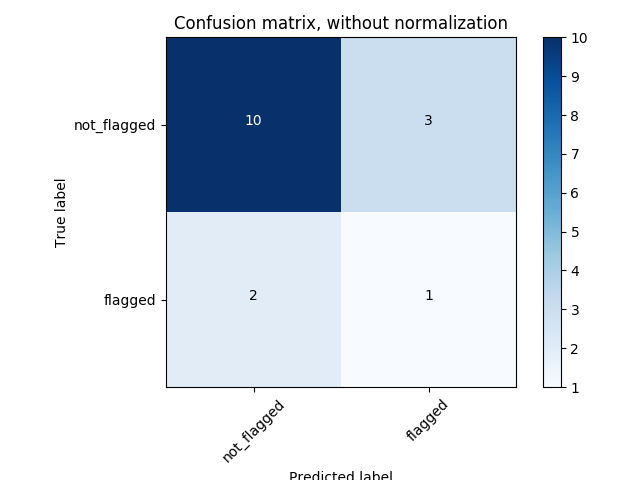 Confusion matrix, without normalization
not_flagged
10
3
True label
flagged
2
1
not_flagged
flagged
Predicted label
10
9
8
7
6
5
4
3
2
1